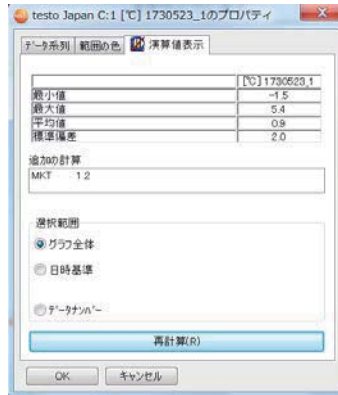 testo Japan C:1 [℃] 1730523_1のプロパティ
データ系列 範囲の色 演算値表示
[℃] 1730523_1
最小値 -1.5
最大値 5.4
平均値 0.9
標準偏差 2.0
追加の計算
MKT 1.2
選択範囲
グラフ全体
日時基準
データナンバー
再計算(R)
OK キャンセル